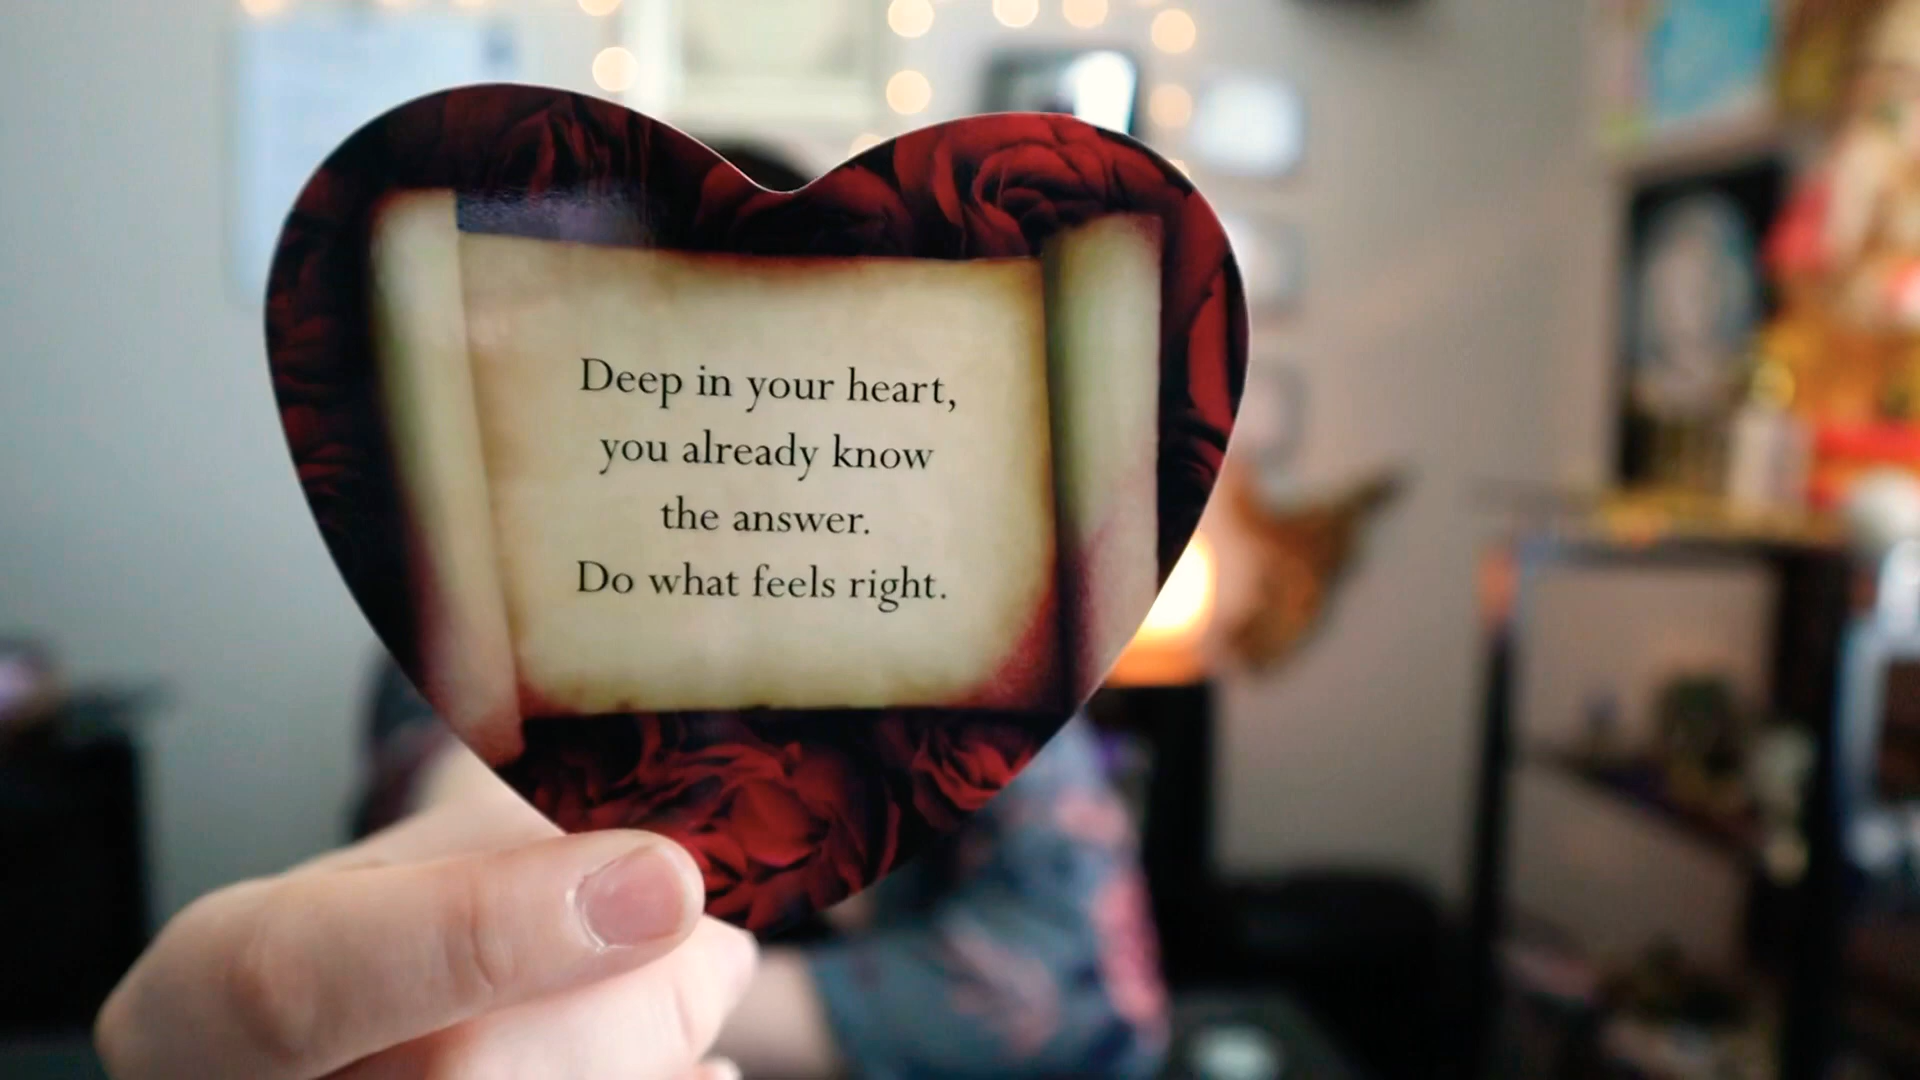 Deep in your heart,
you already know
the answer.
Do what feels right.